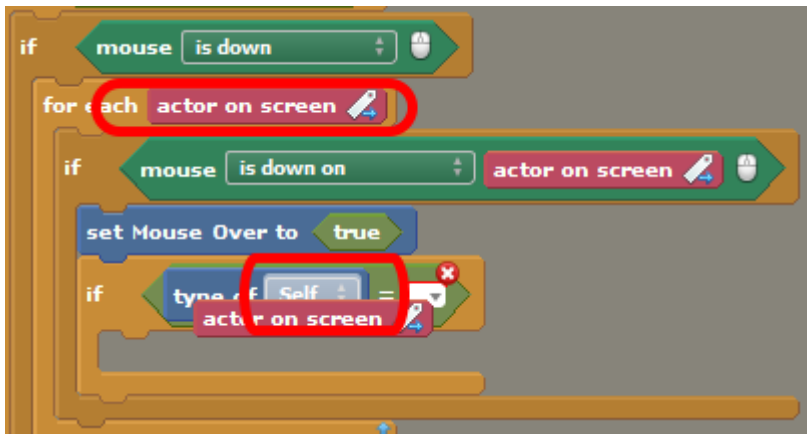 if mouse is down
for each actor on screen
if mouse is down on actor on screen
set Mouse Over to true
if type of Self =
actor on screen